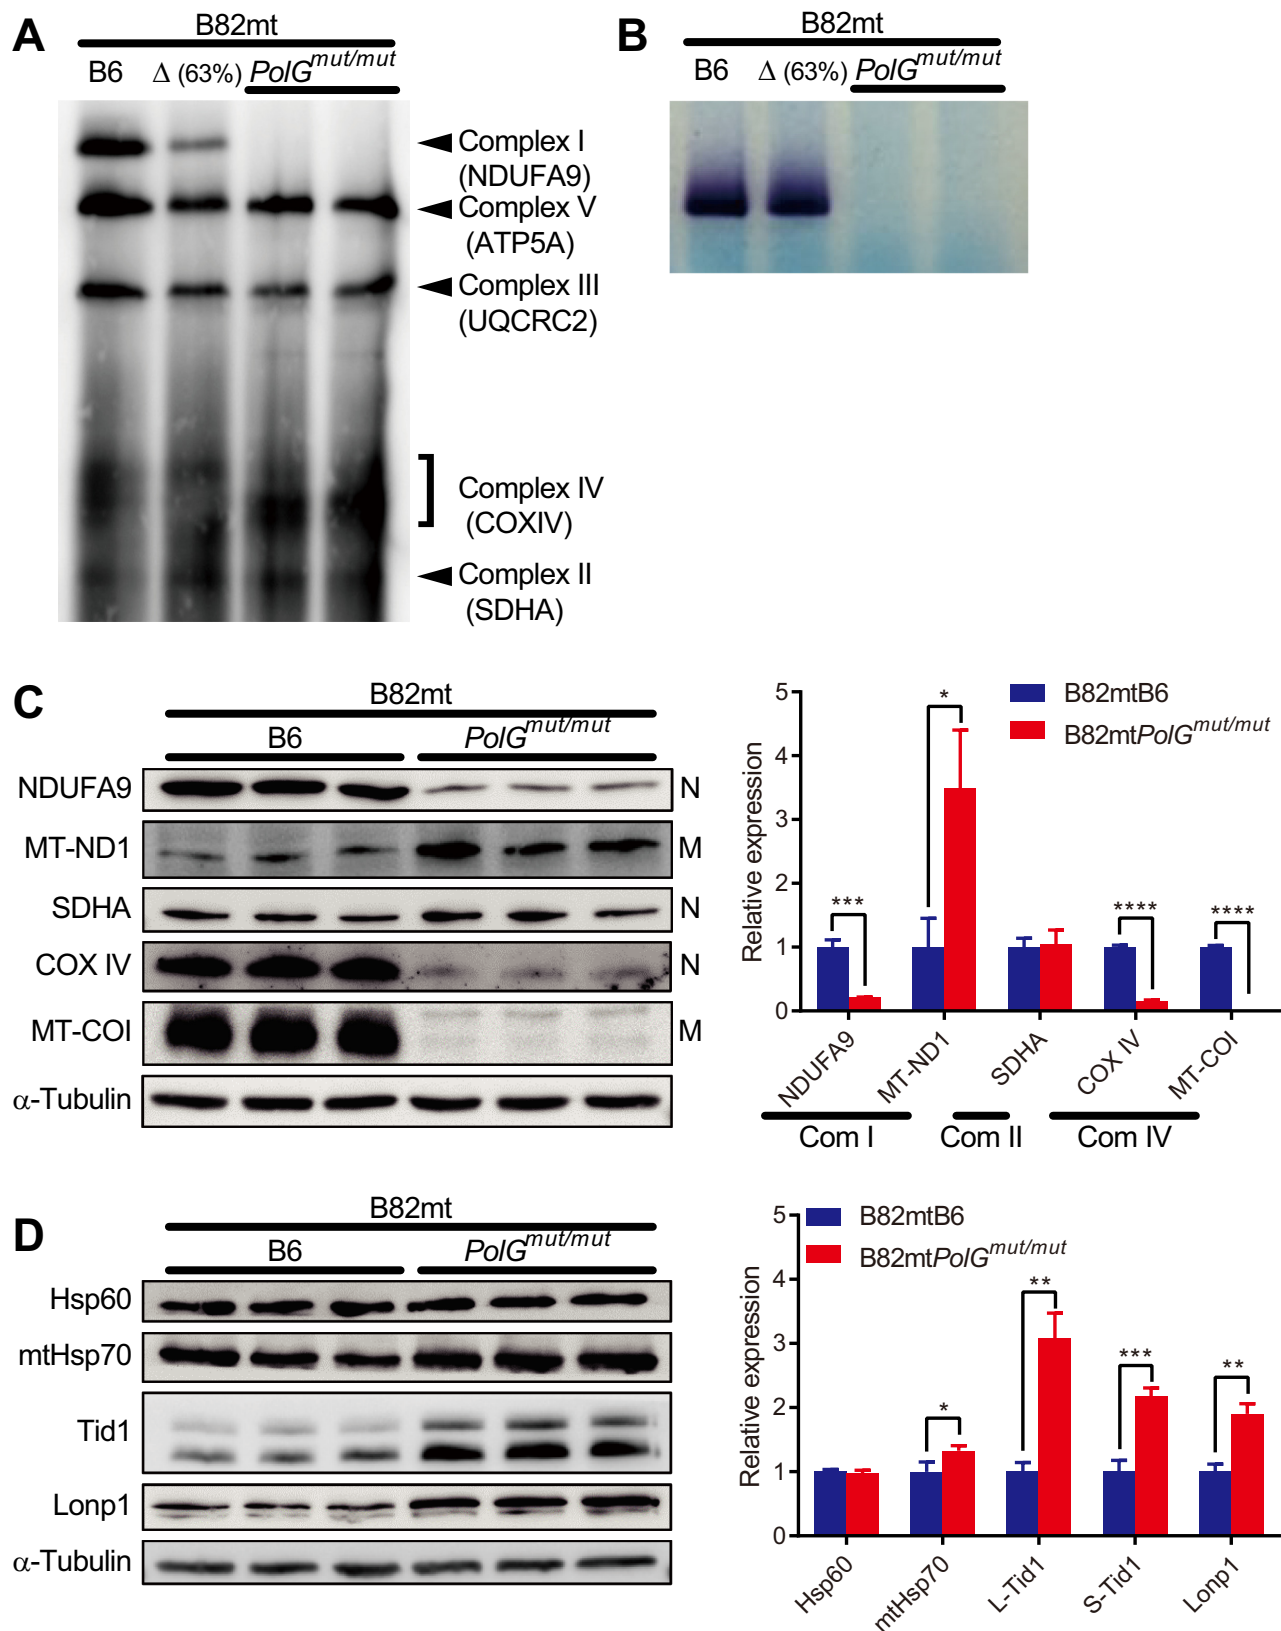 A
B82mt
B6 Δ (63%) PolG^mut/mut
Complex I
(NDUFA9)
Complex V
(ATP5A)
Complex III
(UQCRC2)
Complex IV
(COXIV)
Complex II
(SDHA)
B
B82mt
B6 Δ (63%) PolG^mut/mut
C
B82mt
B6 PolG^mut/mut
NDUFA9 N
MT-ND1 M
SDHA N
COX IV N
MT-COI M
α-Tubulin
B82mtB6
B82mtPolG^mut/mut
Relative expression
5
4
3
2
1
0
***
*
****
****
NDUFA9
MT-ND1
SDHA
COX IV
MT-COI
Com I Com II Com IV
D
B82mt
B6 PolG^mut/mut
Hsp60
mtHsp70
Tid1
Lonp1
α-Tubulin
B82mtB6
B82mtPolG^mut/mut
Relative expression
5
4
3
2
1
0
*
**
***
**
Hsp60
mtHsp70
L-Tid1
S-Tid1
Lonp1